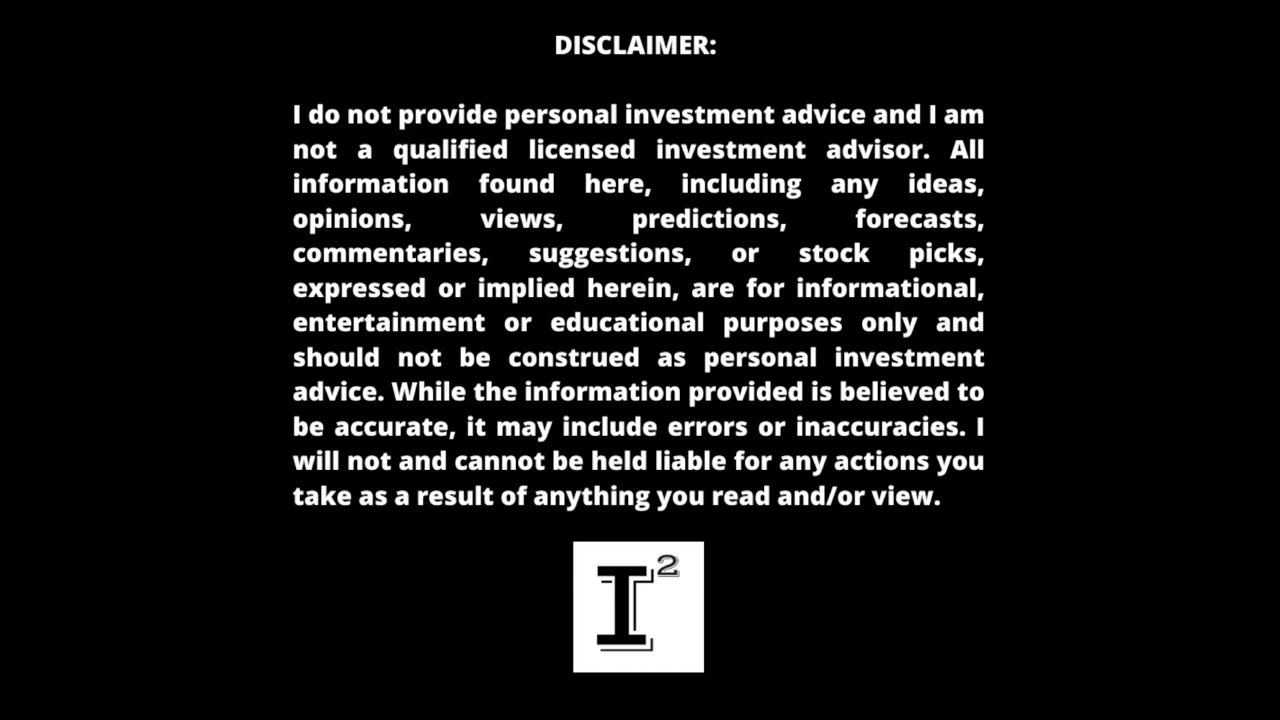 DISCLAIMER:
I do not provide personal investment advice and I am
not a qualified licensed investment advisor. All
information found here, including any ideas,
opinions, views, predictions, forecasts,
commentaries, suggestions, or stock picks,
expressed or implied herein, are for informational,
entertainment or educational purposes only and
should not be construed as personal investment
advice. While the information provided is believed to
be accurate, it may include errors or inaccuracies. I
will not and cannot be held liable for any actions you
take as a result of anything you read and/or view.
I²